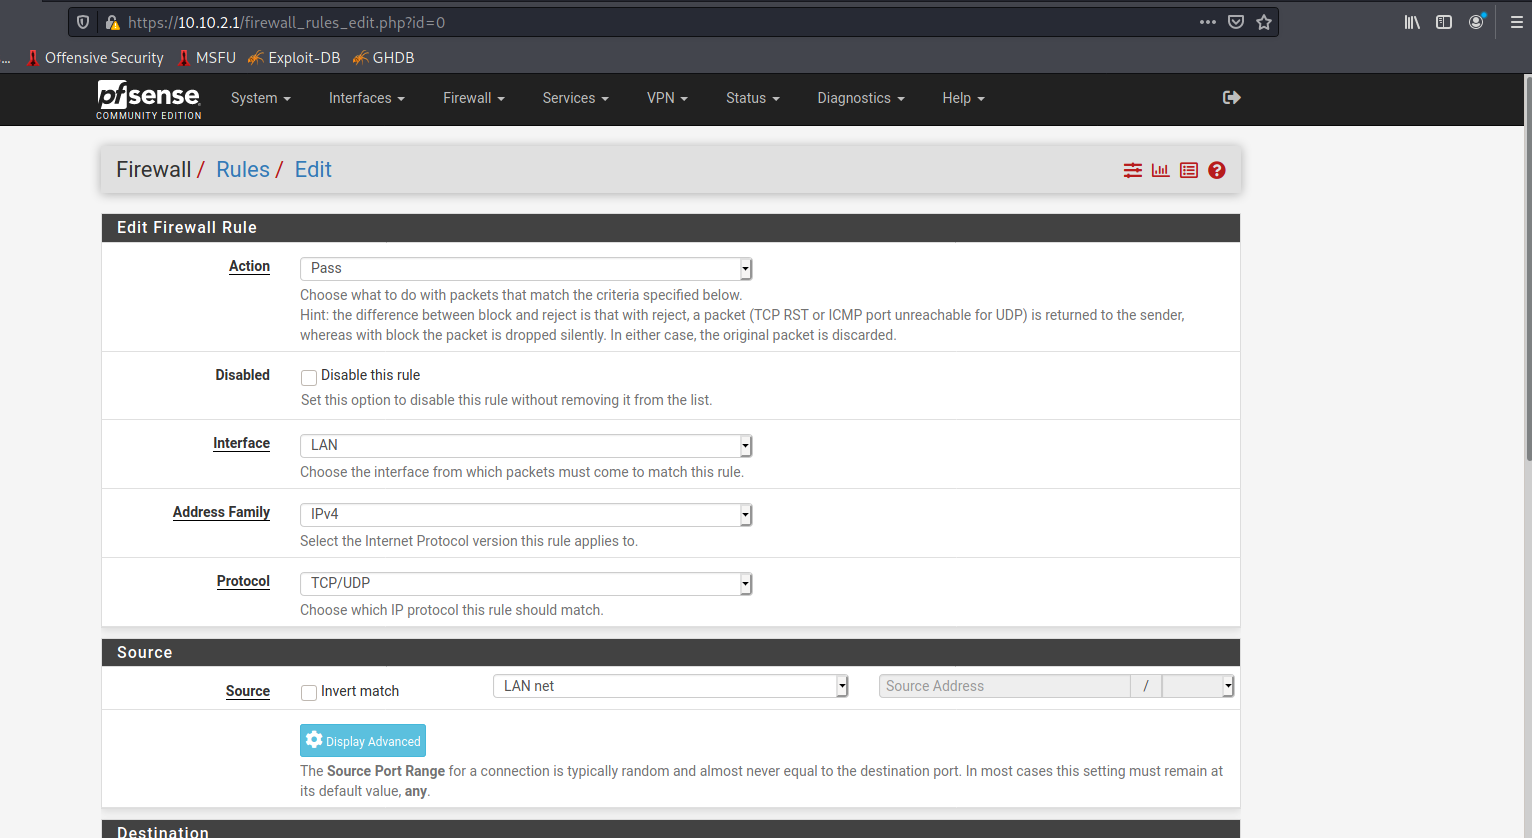 https://10.10.2.1/firewall_rules_edit.php?id=0
... Offensive Security MSFU Exploit-DB GHDB
pfsense
COMMUNITY EDITION
System Interfaces Firewall Services VPN Status Diagnostics Help
Firewall / Rules / Edit
Edit Firewall Rule
Action Pass
Choose what to do with packets that match the criteria specified below.
Hint: the difference between block and reject is that with reject, a packet (TCP RST or ICMP port unreachable for UDP) is returned to the sender,
whereas with block the packet is dropped silently. In either case, the original packet is discarded.
Disabled Disable this rule
Set this option to disable this rule without removing it from the list.
Interface LAN
Choose the interface from which packets must come to match this rule.
Address Family IPv4
Select the Internet Protocol version this rule applies to.
Protocol TCP/UDP
Choose which IP protocol this rule should match.
Source
Source Invert match LAN net Source Address /
Display Advanced
The Source Port Range for a connection is typically random and almost never equal to the destination port. In most cases this setting must remain at
its default value, any.
Destination